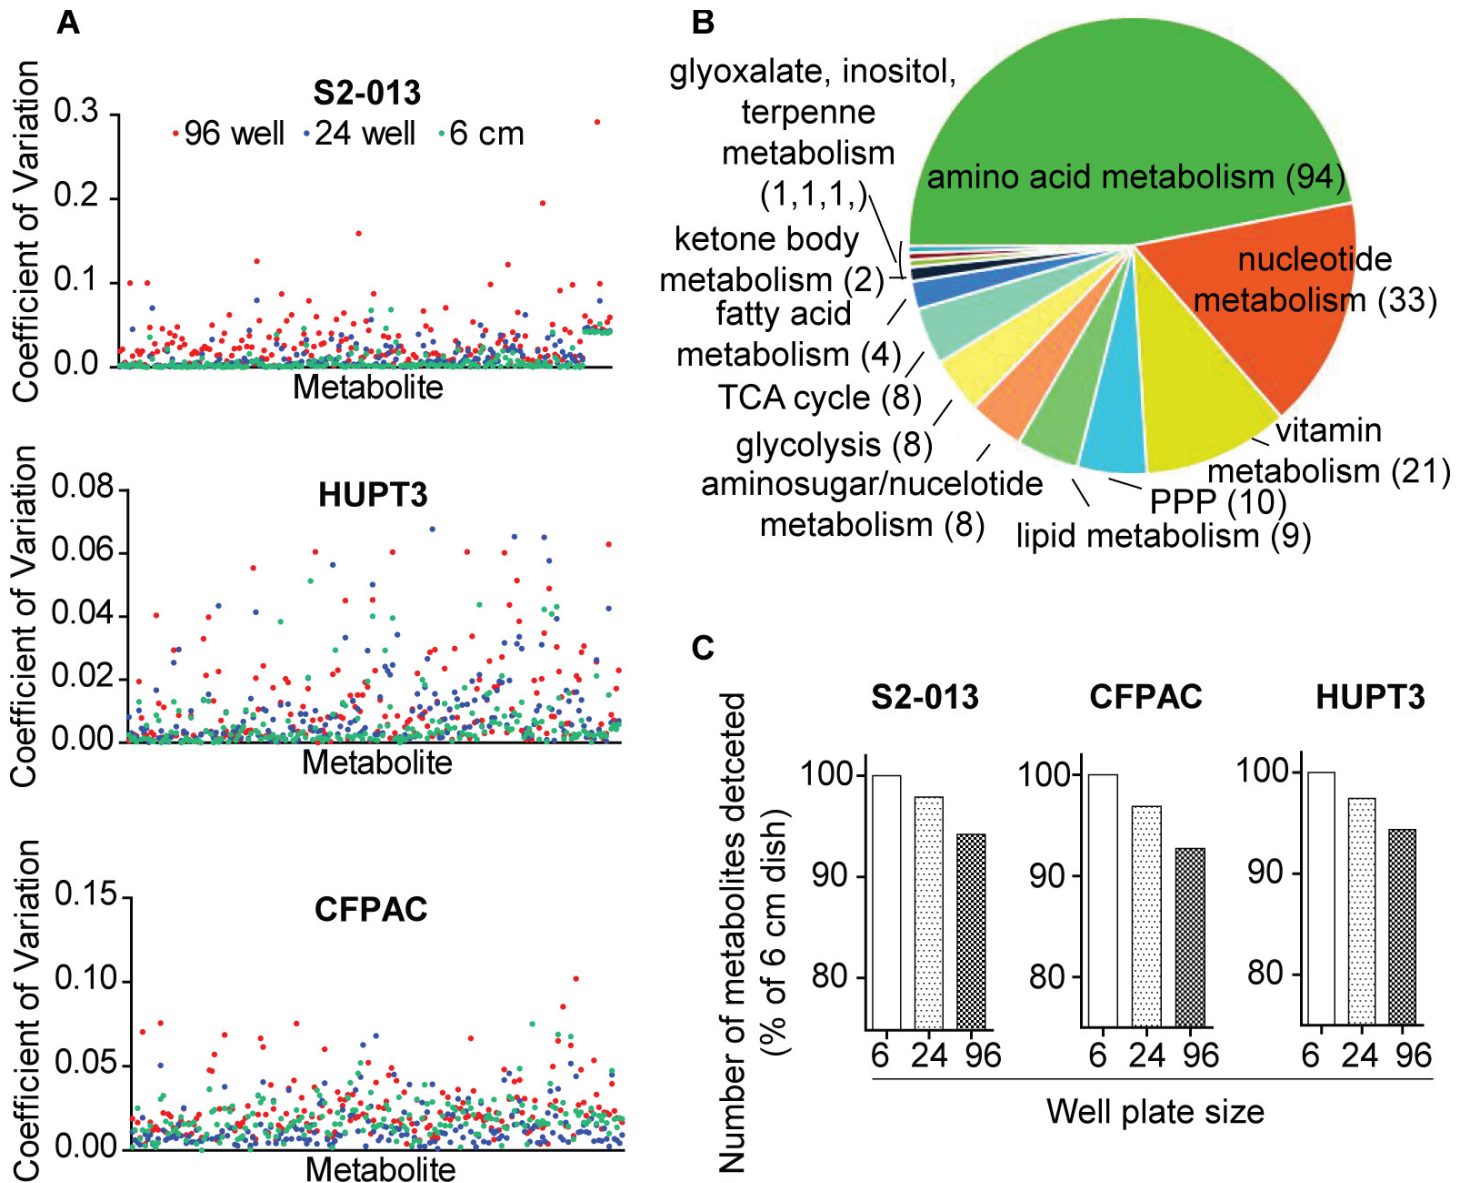 A
S2-013
96 well 24 well 6 cm
Coefficient of Variation
0.3
0.2
0.1
0.0
Metabolite
HUPT3
Coefficient of Variation
0.08
0.06
0.04
0.02
0.00
Metabolite
CFPAC
Coefficient of Variation
0.15
0.10
0.05
0.00
Metabolite
B
glyoxalate, inositol,
terpenne
metabolism
(1,1,1,)
ketone body
metabolism (2)
fatty acid
metabolism (4)
TCA cycle (8)
glycolysis (8)
aminosugar/nucelotide
metabolism (8)
amino acid metabolism (94)
nucleotide
metabolism (33)
vitamin
metabolism (21)
PPP (10)
lipid metabolism (9)
C
Number of metabolites detceted
(% of 6 cm dish)
S2-013
100
90
80
6 24 96
CFPAC
100
90
80
6 24 96
HUPT3
100
90
80
6 24 96
Well plate size